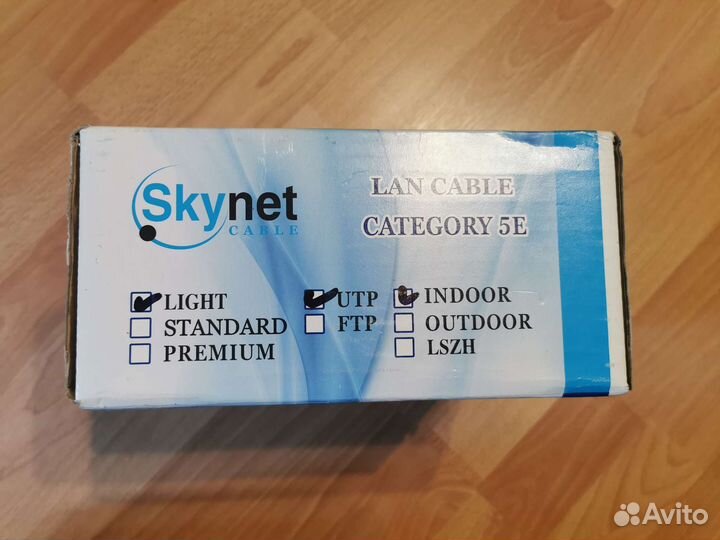 Skynet
CABLE
LAN CABLE
CATEGORY 5E
LIGHT
STANDARD
PREMIUM
UTP
FTP
INDOOR
OUTDOOR
LSZH
Avito